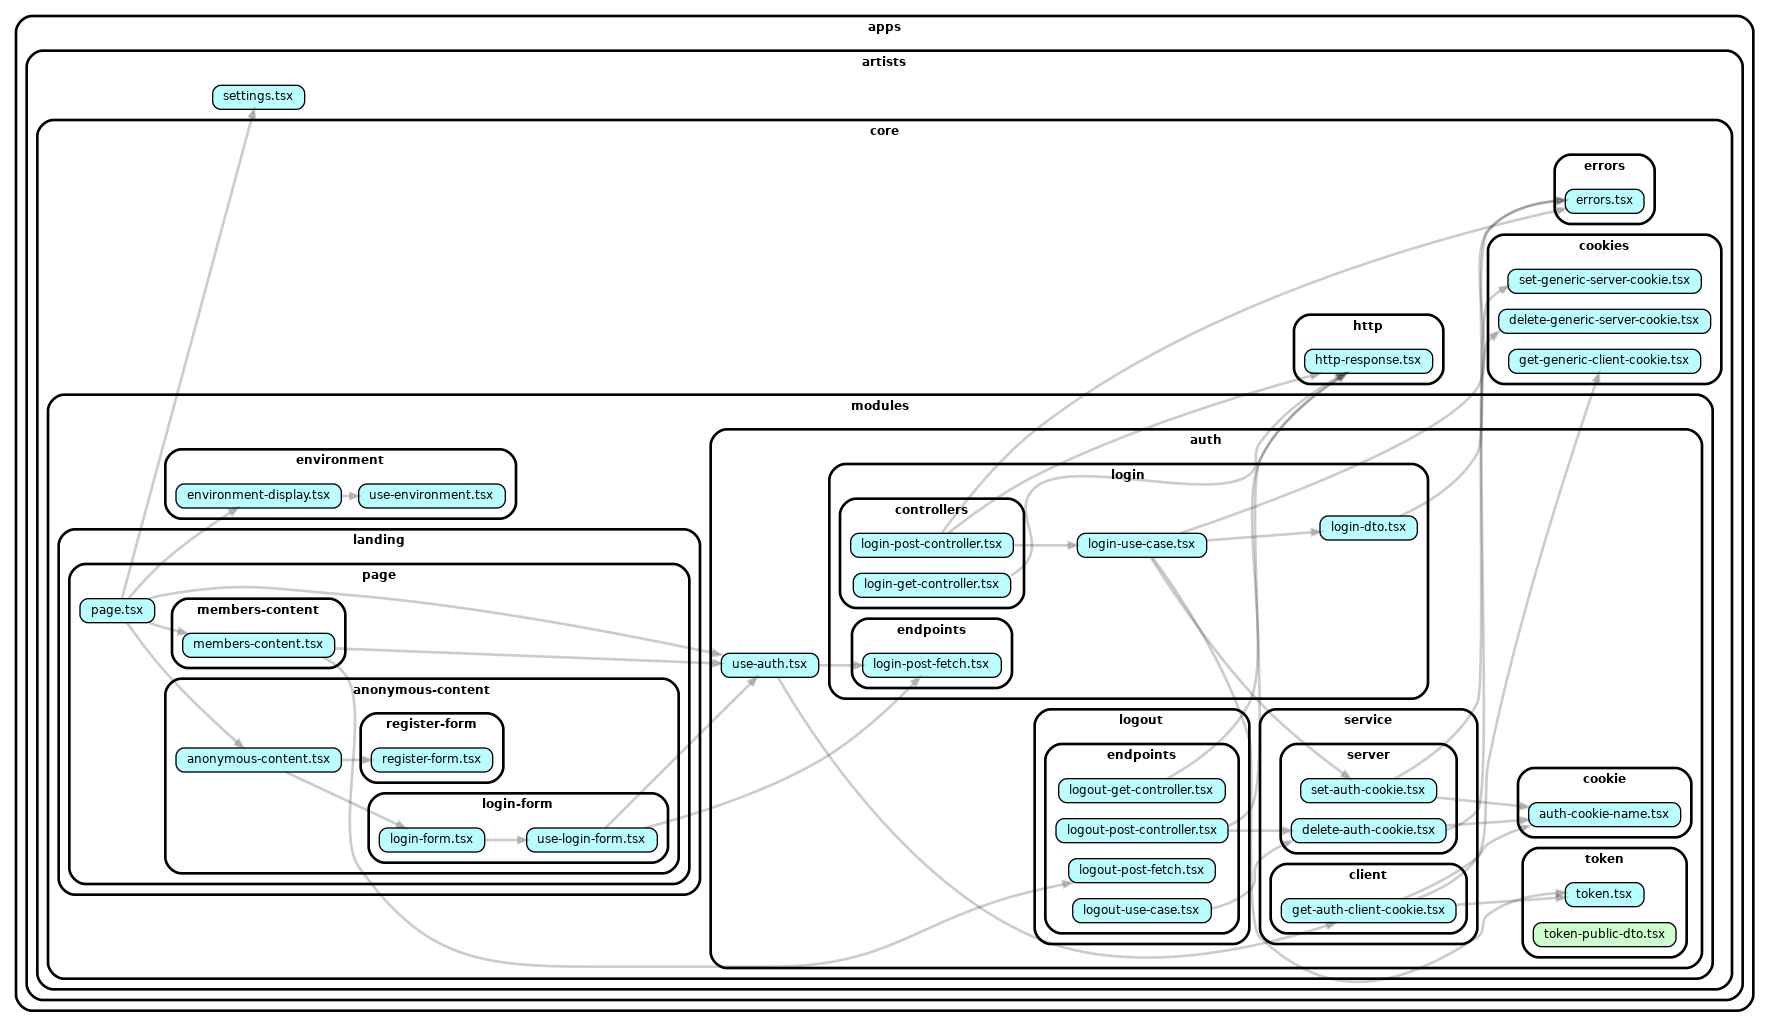 apps
artists
settings.tsx
core
errors
errors.tsx
cookies
set-generic-server-cookie.tsx
delete-generic-server-cookie.tsx
get-generic-client-cookie.tsx
http
http-response.tsx
modules
environment
environment-display.tsx
use-environment.tsx
landing
page
page.tsx
members-content
members-content.tsx
anonymous-content
anonymous-content.tsx
register-form
register-form.tsx
login-form
login-form.tsx
use-login-form.tsx
auth
use-auth.tsx
login
controllers
login-post-controller.tsx
login-get-controller.tsx
login-use-case.tsx
login-dto.tsx
endpoints
login-post-fetch.tsx
logout
endpoints
logout-get-controller.tsx
logout-post-controller.tsx
logout-post-fetch.tsx
logout-use-case.tsx
service
server
set-auth-cookie.tsx
delete-auth-cookie.tsx
client
get-auth-client-cookie.tsx
cookie
auth-cookie-name.tsx
token
token.tsx
token-public-dto.tsx